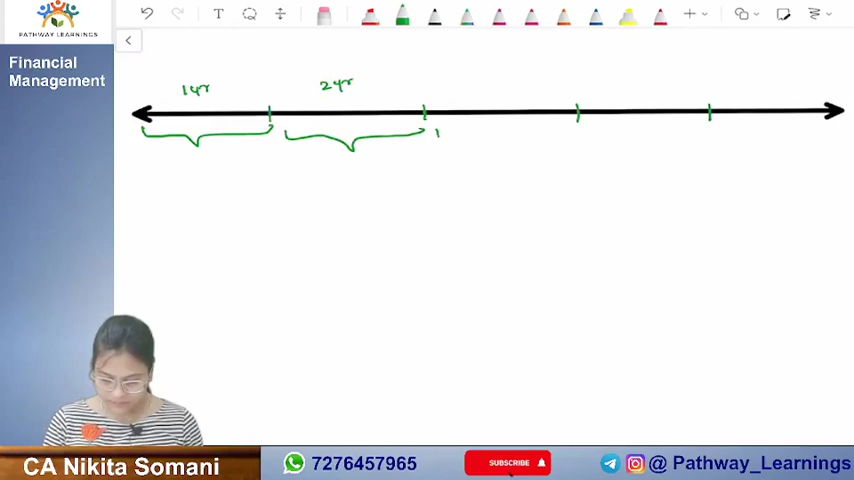 PATHWAY LEARNINGS
Financial
Management
T
1yr
2yr
CA Nikita Somani
7276457965
SUBSCRIBE
@ Pathway_Learnings